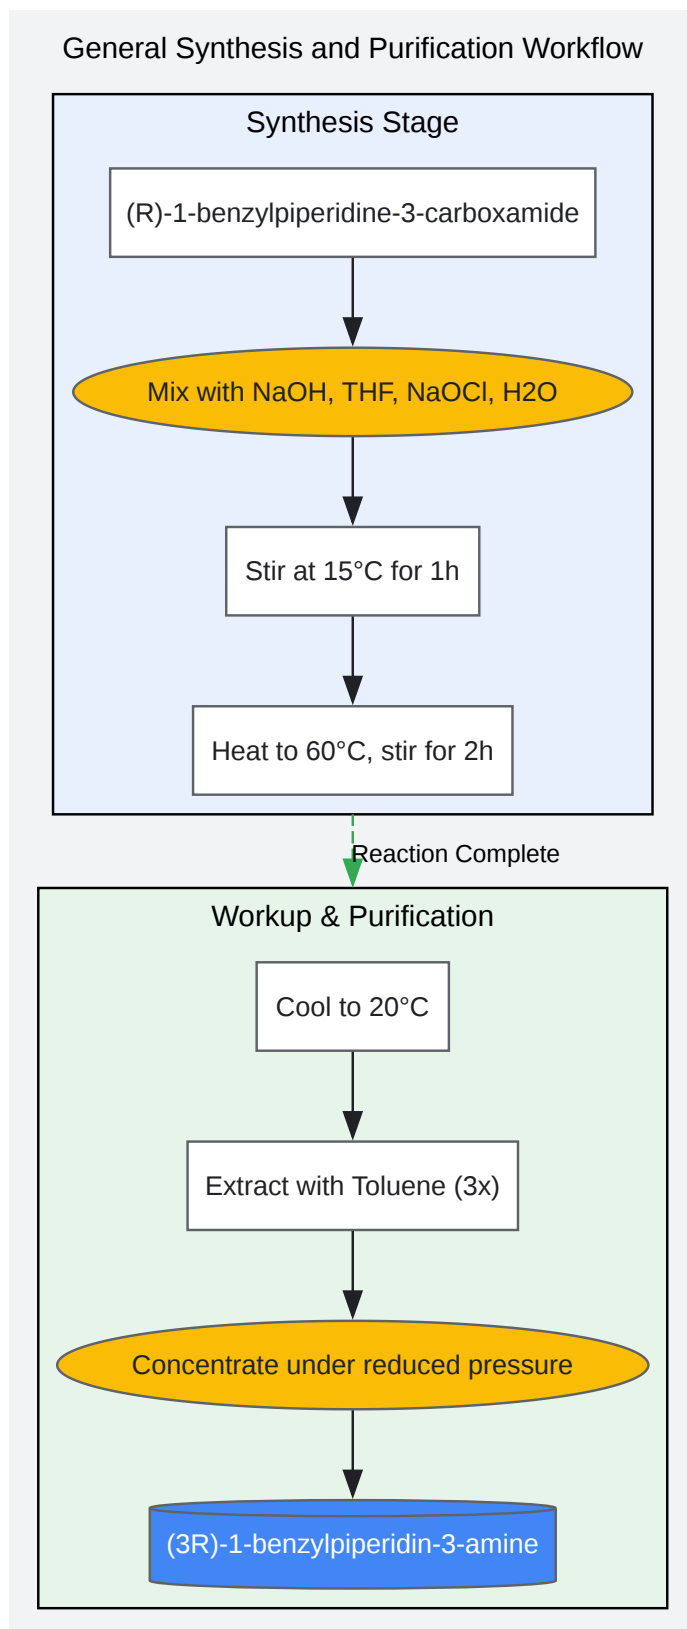 General Synthesis and Purification Workflow
Synthesis Stage
(R)-1-benzylpiperidine-3-carboxamide
Mix with NaOH, THF, NaOCl, H2O
Stir at 15°C for 1h
Heat to 60°C, stir for 2h
Reaction Complete
Workup & Purification
Cool to 20°C
Extract with Toluene (3x)
Concentrate under reduced pressure
(3R)-1-benzylpiperidin-3-amine